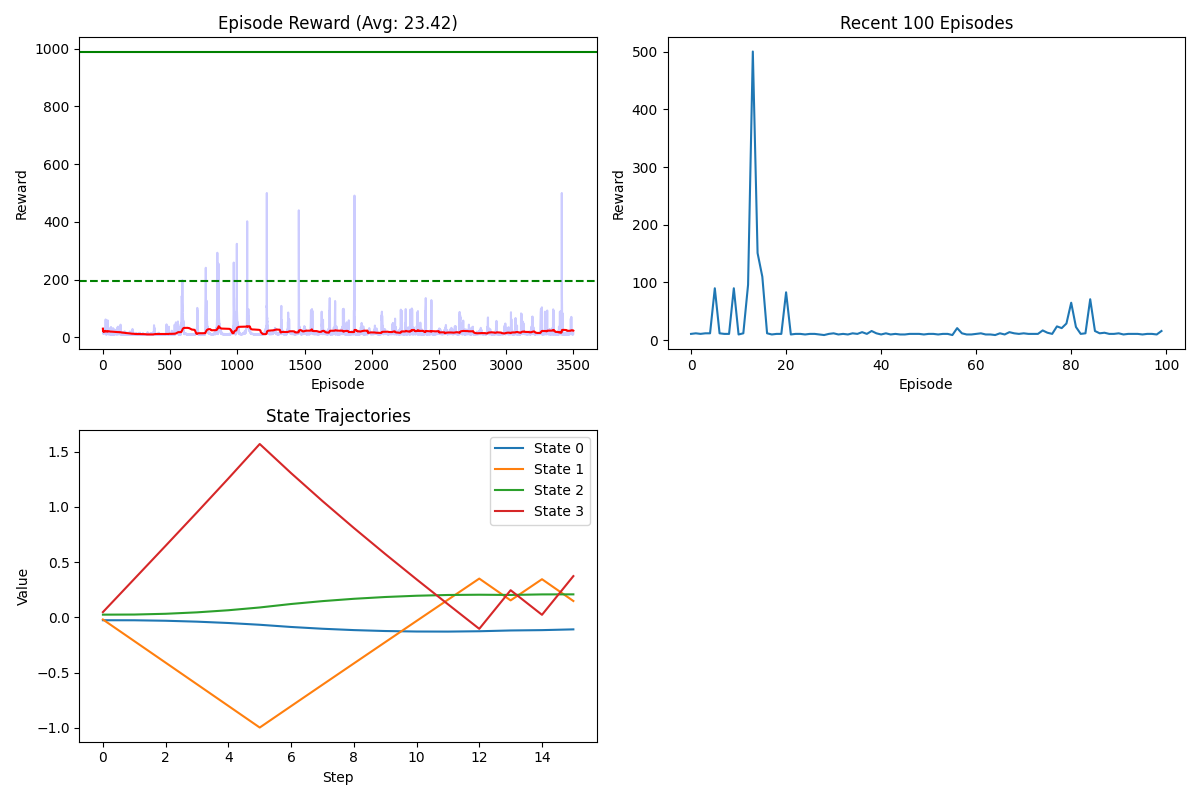 Episode Reward (Avg: 23.42)
Reward
1000
800
600
400
200
0
0 500 1000 1500 2000 2500 3000 3500
Episode
Recent 100 Episodes
Reward
500
400
300
200
100
0
0 20 40 60 80 100
Episode
State Trajectories
Value
1.5
1.0
0.5
0.0
−0.5
−1.0
State 0
State 1
State 2
State 3
0 2 4 6 8 10 12 14
Step